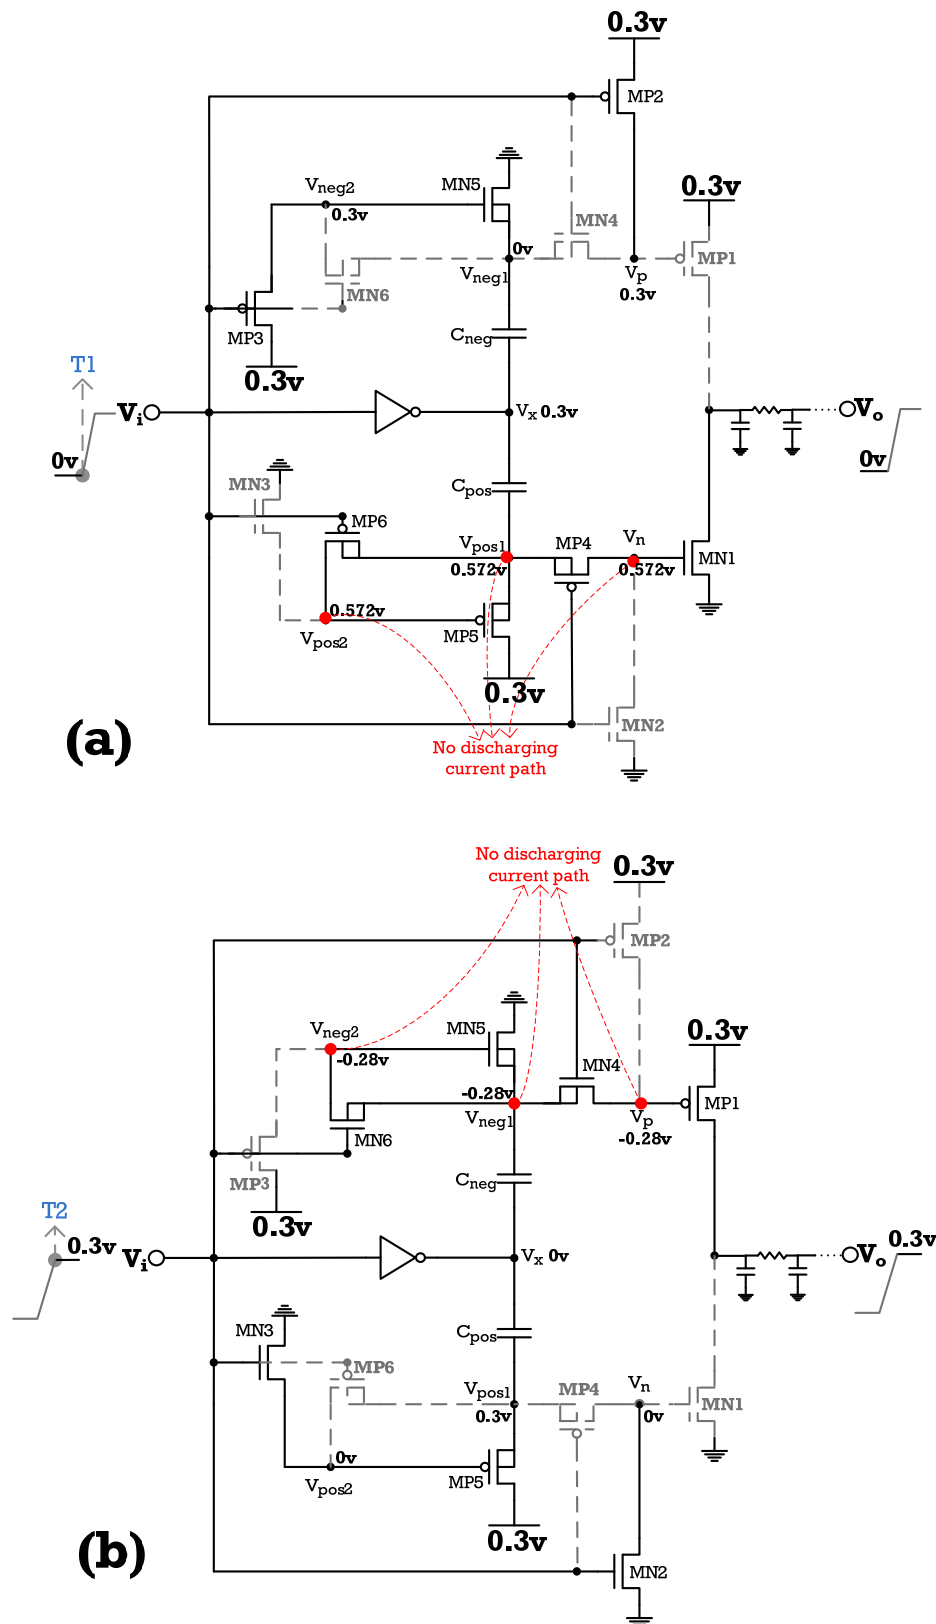 0.3v
MP2
Vneg2
0.3v
MN5
0.3v
MN4
0v
Vneg1
Vp
0.3v
MP1
MN6
MP3
Cneg
0.3v
T1
Vi
Vx 0.3v
Vo
0v
0v
MN3
Cpos
MP6
Vpos1
0.572v
MP4
Vn
0.572v
MN1
0.572v
Vpos2
MP5
0.3v
MN2
(a)
No discharging
current path
No discharging
current path
0.3v
MP2
Vneg2
-0.28v
MN5
0.3v
MN4
-0.28v
Vneg1
Vp
-0.28v
MP1
MN6
MP3
Cneg
0.3v
T2
0.3v
Vi
Vx 0v
Vo
0.3v
MN3
Cpos
MP6
Vpos1
0.3v
MP4
Vn
0v
MN1
0v
Vpos2
MP5
0.3v
MN2
(b)